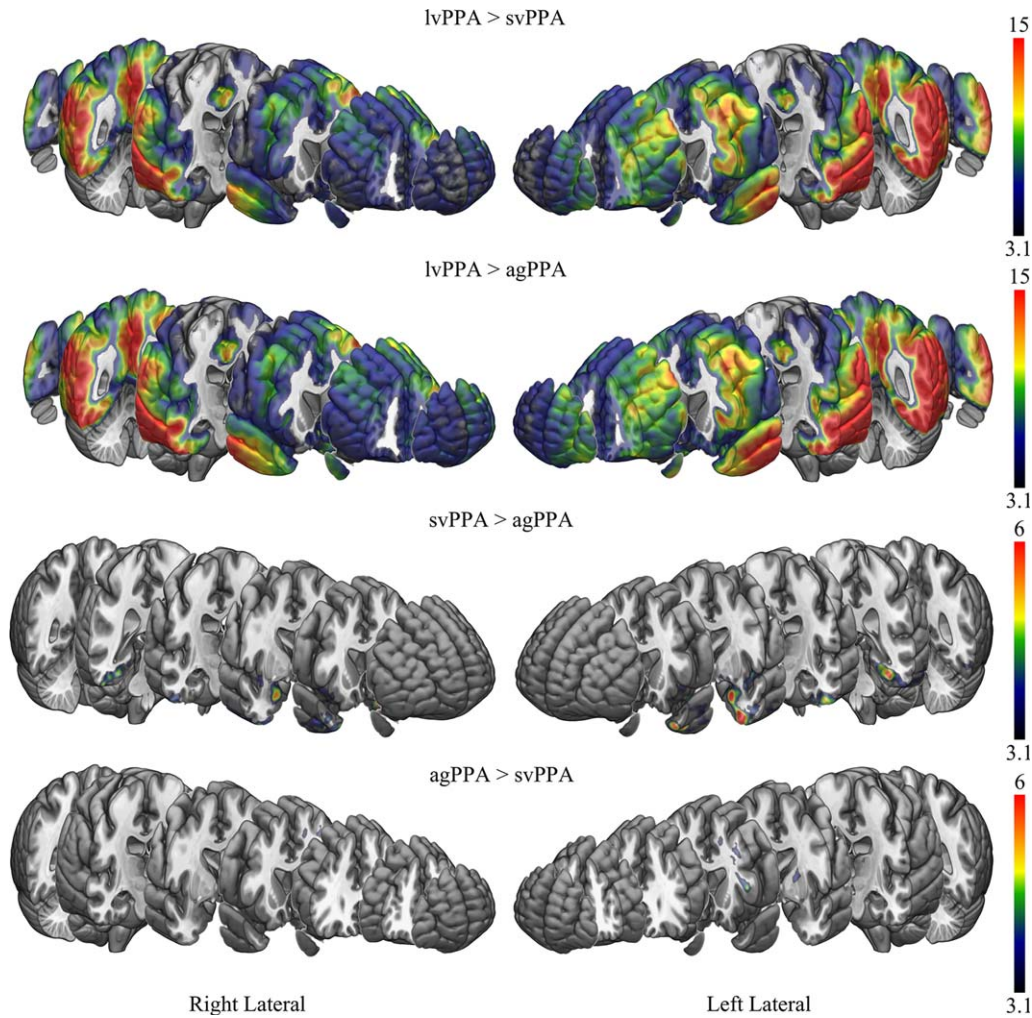 lvPPA > svPPA
15
3.1
lvPPA > agPPA
15
3.1
svPPA > agPPA
6
3.1
agPPA > svPPA
6
3.1
Right Lateral
Left Lateral